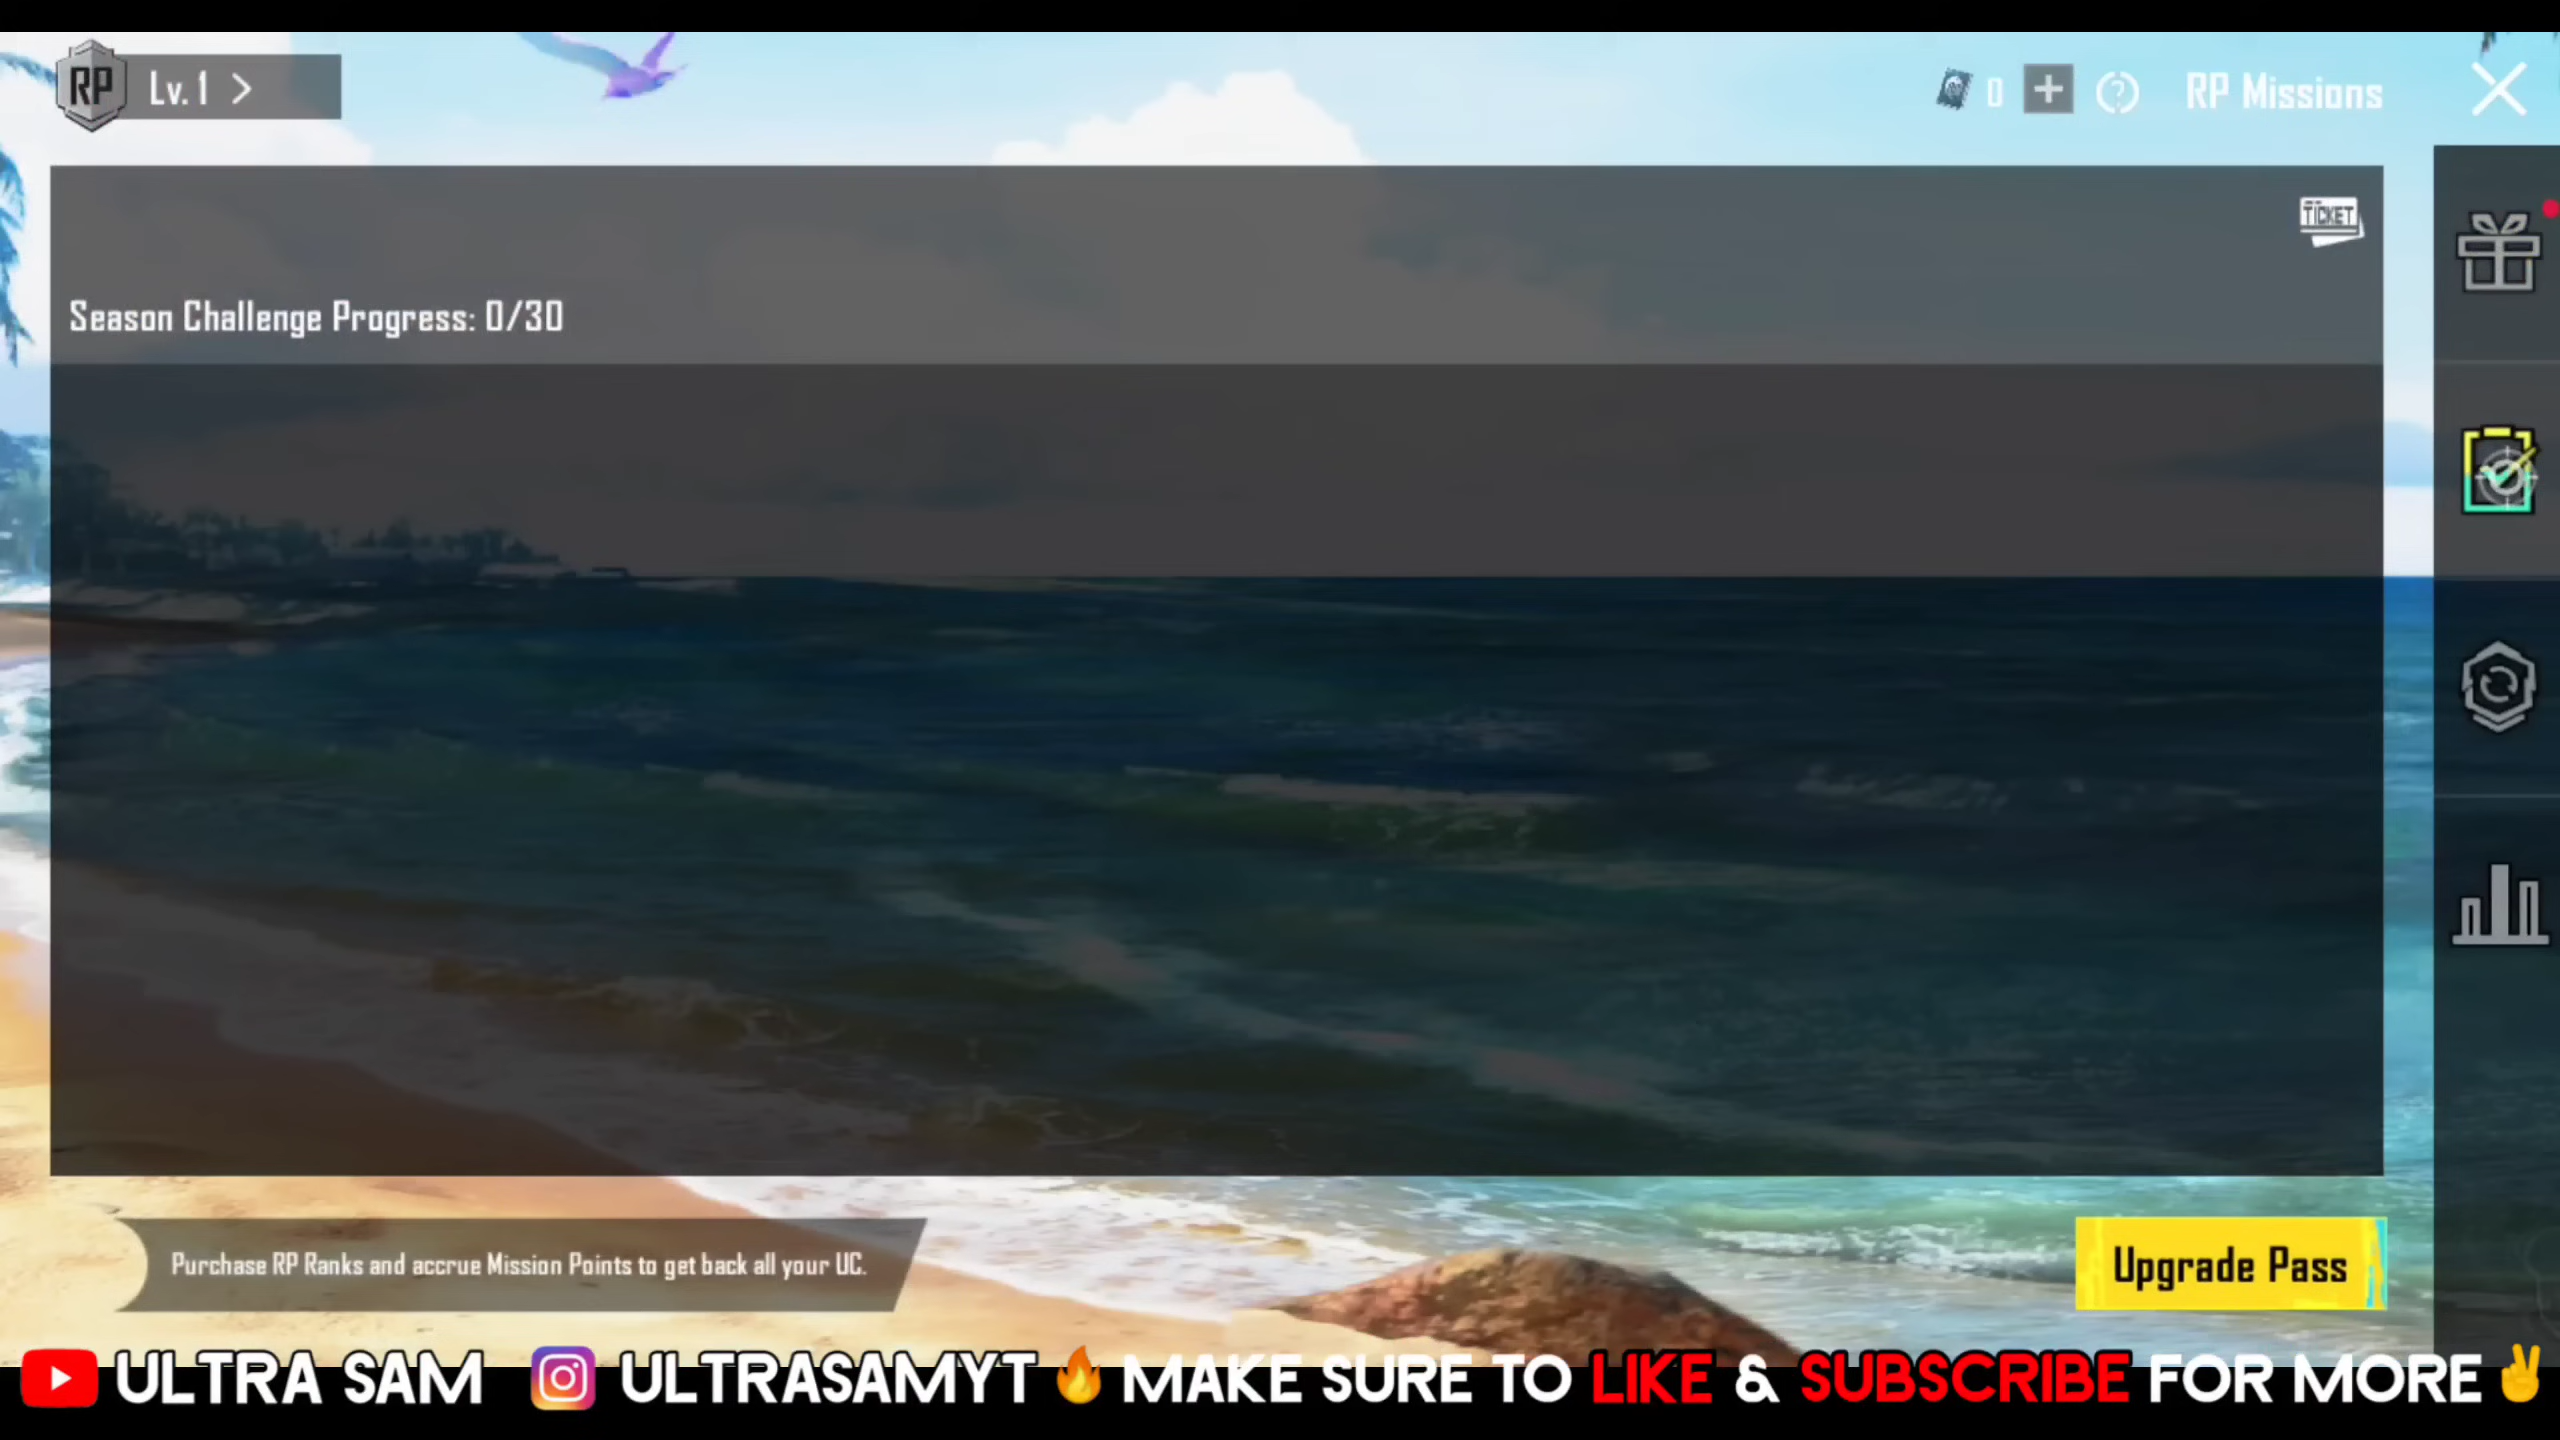 RP Lv. 1 >
0 + ? RP Missions
TICKET
Season Challenge Progress: 0/30
Purchase RP Ranks and accrue Mission Points to get back all your UC.
Upgrade Pass
ULTRA SAM ULTRASAMYT🔥MAKE SURE TO LIKE & SUBSCRIBE FOR MORE✌